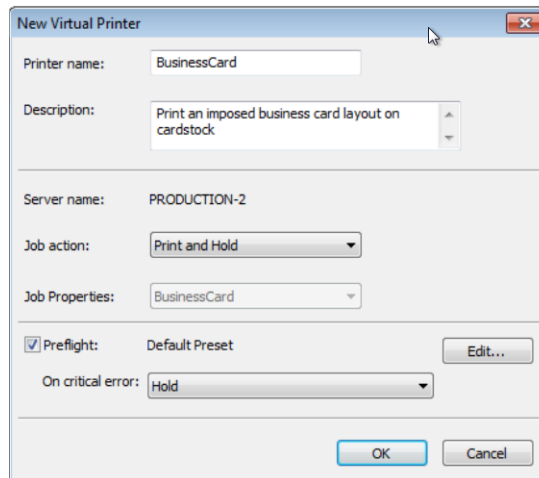 New Virtual Printer
Printer name: BusinessCard
Description: Print an imposed business card layout on
cardstock
Server name: PRODUCTION-2
Job action: Print and Hold
Job Properties: BusinessCard
Preflight: Default Preset Edit...
On critical error: Hold
OK Cancel